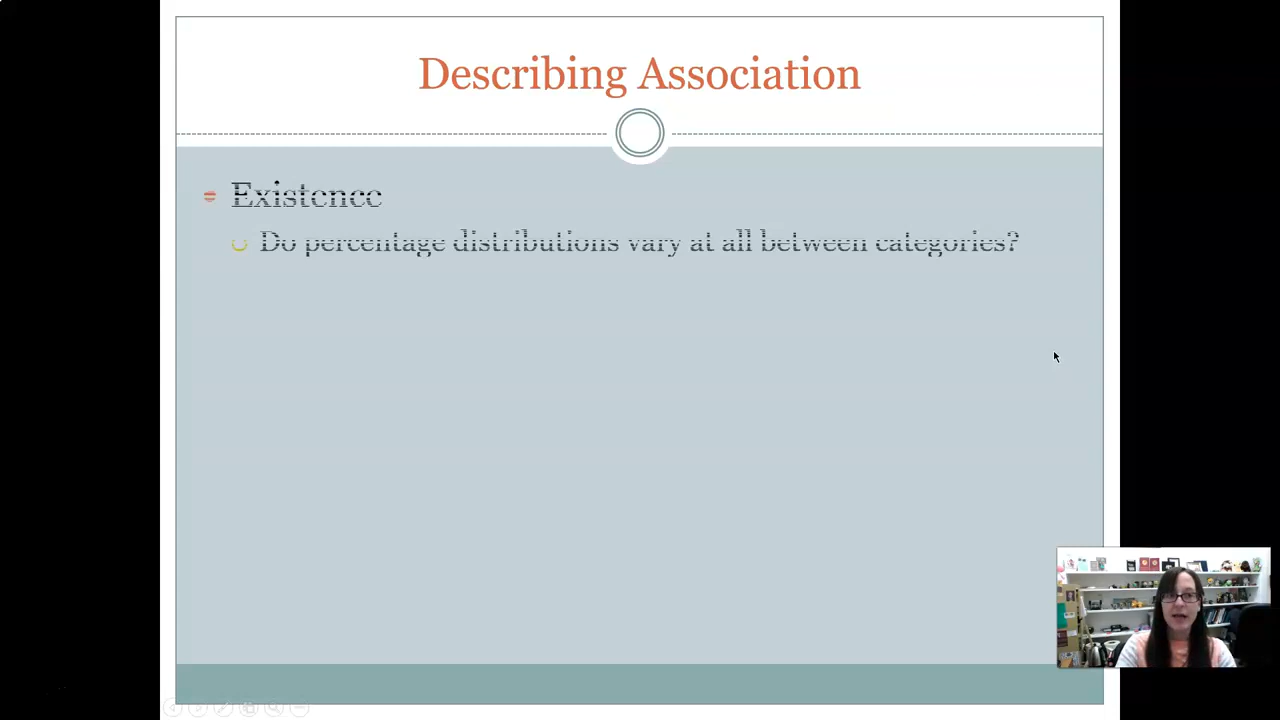 Describing Association
Existence
Do percentage distributions vary at all between categories?